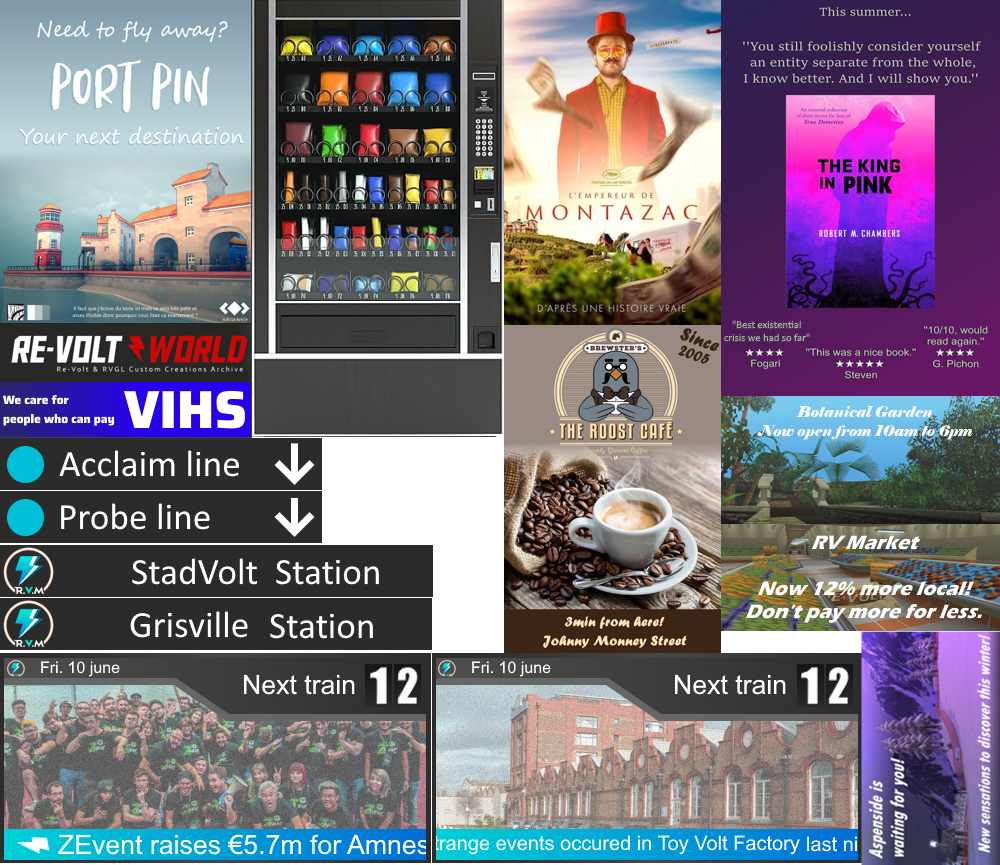 Need to fly away?
PORT PIN
Your next destination
Il faut que j'écrive du texte ici mais ce sera très petit et
assez illisible donc pourquoi vous lisez ça exactement ?
RE-VOLT WORLD
Re-Volt & RVGL Custom Creations Archive
We care for
people who can pay
VIHS
L'EMPEREUR DE
MONTAZAC
D'APRÈS UNE HISTOIRE VRAIE
This summer...
"You still foolishly consider yourself
an entity separate from the whole,
I know better. And I will show you."
An essential collection
of short stories for fans of
True Detective
THE KING
IN PINK
ROBERT M. CHAMBERS
"Best existential
crisis we had so far"
★★★★
Fogari
"This was a nice book."
★★★★★
Steven
"10/10, would
read again."
★★★★
G. Pichon
Since
2005
BREWSTER'S
THE ROOST CAFÉ
Freshly Ground Coffee
3min from here!
Johnny Monney Street
Botanical Garden
Now open from 10am to 6pm
RV Market
Now 12% more local!
Don't pay more for less.
Acclaim line
Probe line
R.V.M
StadVolt Station
R.V.M
Grisville Station
Fri. 10 june
Next train 12
ZEvent raises €5.7m for Amnes
Fri. 10 june
Next train 12
trange events occured in Toy Volt Factory last ni
Aspenside is
waiting for you!
New sensations to discover this winter!